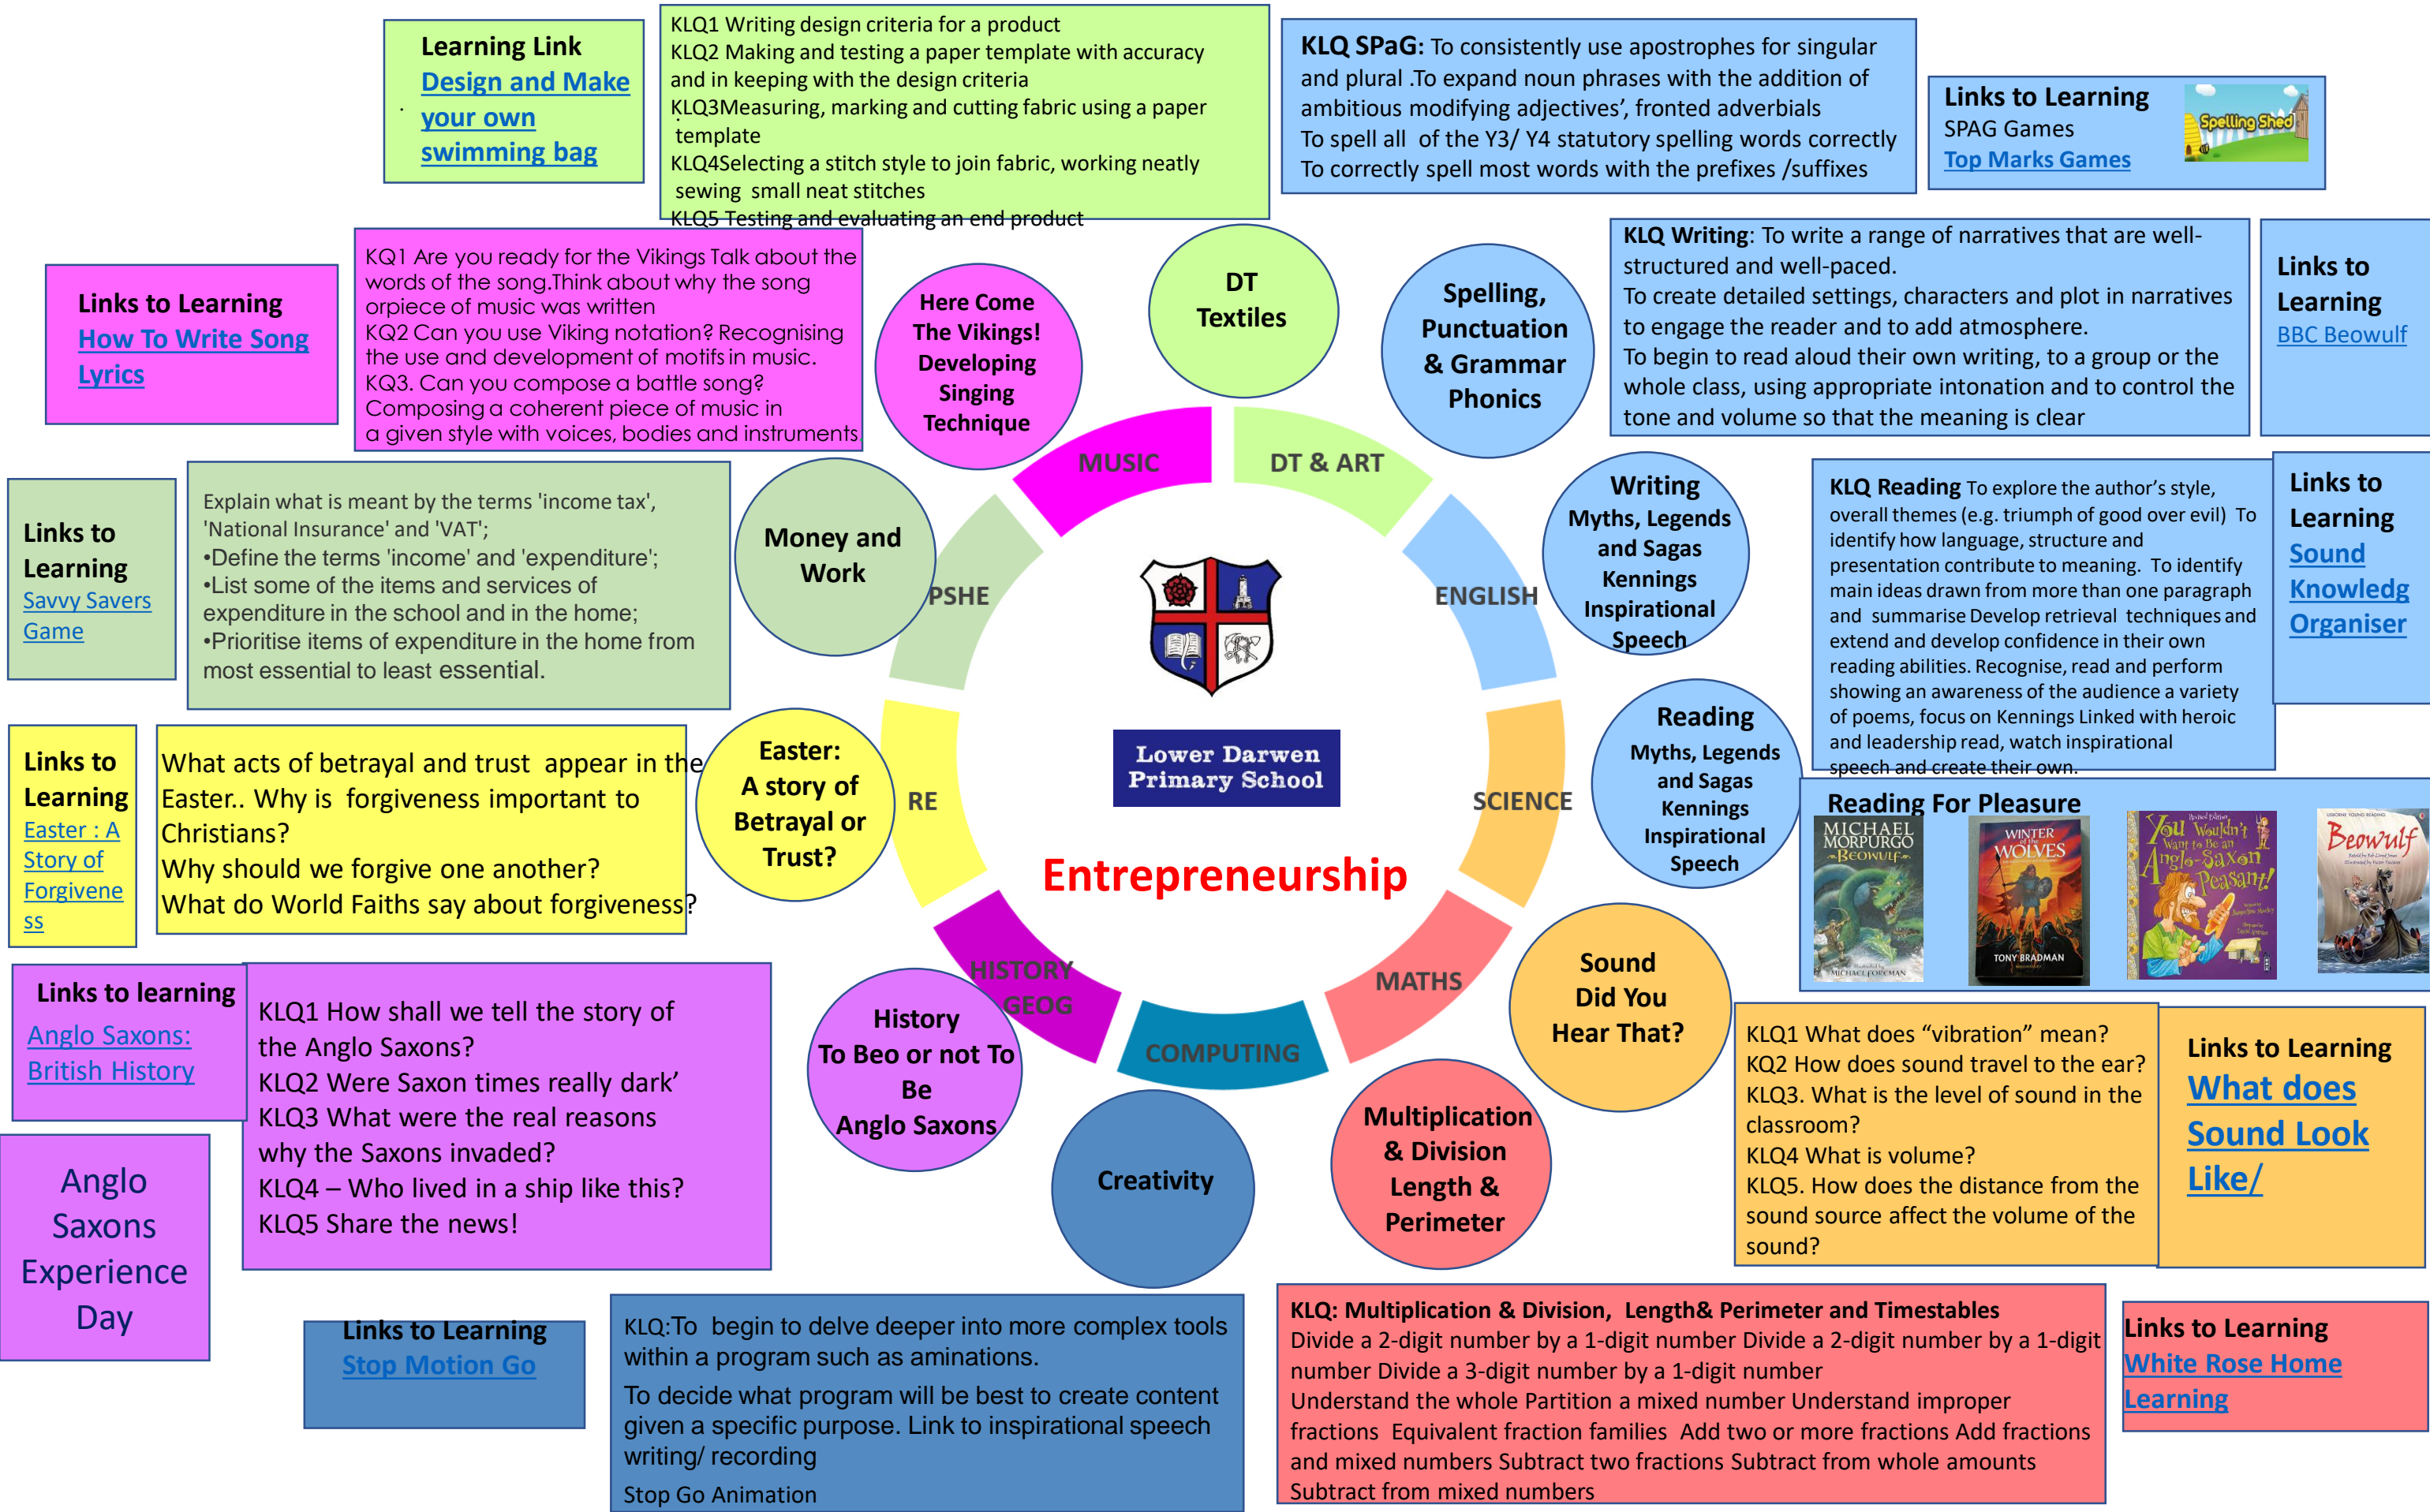 Learning Link
Design and Make
your own
swimming bag
KLQ1 Writing design criteria for a product
KLQ2 Making and testing a paper template with accuracy
and in keeping with the design criteria
KLQ3Measuring, marking and cutting fabric using a paper
template
KLQ4Selecting a stitch style to join fabric, working neatly
sewing small neat stitches
KLQ5 Testing and evaluating an end product
KLQ SPaG: To consistently use apostrophes for singular
and plural .To expand noun phrases with the addition of
ambitious modifying adjectives', fronted adverbials
To spell all of the Y3/ Y4 statutory spelling words correctly
To correctly spell most words with the prefixes /suffixes
Links to Learning
SPAG Games
Top Marks Games
Spelling Shed
Links to Learning
How To Write Song
Lyrics
KQ1 Are you ready for the Vikings Talk about the
words of the song.Think about why the song
orpiece of music was written
KQ2 Can you use Viking notation? Recognising
the use and development of motifs in music.
KQ3. Can you compose a battle song?
Composing a coherent piece of music in
a given style with voices, bodies and instruments
Here Come
The Vikings!
Developing
Singing
Technique
DT
Textiles
Spelling,
Punctuation
& Grammar
Phonics
KLQ Writing: To write a range of narratives that are well-
structured and well-paced.
To create detailed settings, characters and plot in narratives
to engage the reader and to add atmosphere.
To begin to read aloud their own writing, to a group or the
whole class, using appropriate intonation and to control the
tone and volume so that the meaning is clear
Links to
Learning
BBC Beowulf
MUSIC
DT & ART
Links to
Learning
Savvy Savers
Game
Explain what is meant by the terms 'income tax',
'National Insurance' and 'VAT';
•Define the terms 'income' and 'expenditure';
•List some of the items and services of
expenditure in the school and in the home;
•Prioritise items of expenditure in the home from
most essential to least essential.
Money and
Work
PSHE
ENGLISH
Writing
Myths, Legends
and Sagas
Kennings
Inspirational
Speech
KLQ Reading To explore the author's style,
overall themes (e.g. triumph of good over evil) To
identify how language, structure and
presentation contribute to meaning. To identify
main ideas drawn from more than one paragraph
and summarise Develop retrieval techniques and
extend and develop confidence in their own
reading abilities. Recognise, read and perform
showing an awareness of the audience a variety
of poems, focus on Kennings Linked with heroic
and leadership read, watch inspirational
speech and create their own.
Links to
Learning
Sound
Knowledg
Organiser
Links to
Learning
Easter : A
Story of
Forgivene
ss
What acts of betrayal and trust appear in the
Easter.. Why is forgiveness important to
Christians?
Why should we forgive one another?
What do World Faiths say about forgiveness?
Easter:
A story of
Betrayal or
Trust?
RE
Lower Darwen
Primary School
Entrepreneurship
SCIENCE
Reading
Myths, Legends
and Sagas
Kennings
Inspirational
Speech
Reading For Pleasure
MICHAEL
MORPURGO
BEOWULF
MICHAEL FOREMAN
WINTER
of the
WOLVES
TONY BRADMAN
Revised Edition
You Wouldn't
Want to Be an
Anglo-Saxon
Peasant!
USBORNE YOUNG READING
Beowulf
Links to learning
Anglo Saxons:
British History
KLQ1 How shall we tell the story of
the Anglo Saxons?
KLQ2 Were Saxon times really dark'
KLQ3 What were the real reasons
why the Saxons invaded?
KLQ4 – Who lived in a ship like this?
KLQ5 Share the news!
Anglo
Saxons
Experience
Day
HISTORY
GEOG
History
To Beo or not To
Be
Anglo Saxons
COMPUTING
Creativity
MATHS
Multiplication
& Division
Length &
Perimeter
Sound
Did You
Hear That?
KLQ1 What does “vibration” mean?
KQ2 How does sound travel to the ear?
KLQ3. What is the level of sound in the
classroom?
KLQ4 What is volume?
KLQ5. How does the distance from the
sound source affect the volume of the
sound?
Links to Learning
What does
Sound Look
Like/
Links to Learning
Stop Motion Go
KLQ:To begin to delve deeper into more complex tools
within a program such as aminations.
To decide what program will be best to create content
given a specific purpose. Link to inspirational speech
writing/ recording
Stop Go Animation
KLQ: Multiplication & Division, Length& Perimeter and Timestables
Divide a 2-digit number by a 1-digit number Divide a 2-digit number by a 1-digit
number Divide a 3-digit number by a 1-digit number
Understand the whole Partition a mixed number Understand improper
fractions Equivalent fraction families Add two or more fractions Add fractions
and mixed numbers Subtract two fractions Subtract from whole amounts
Subtract from mixed numbers
Links to Learning
White Rose Home
Learning